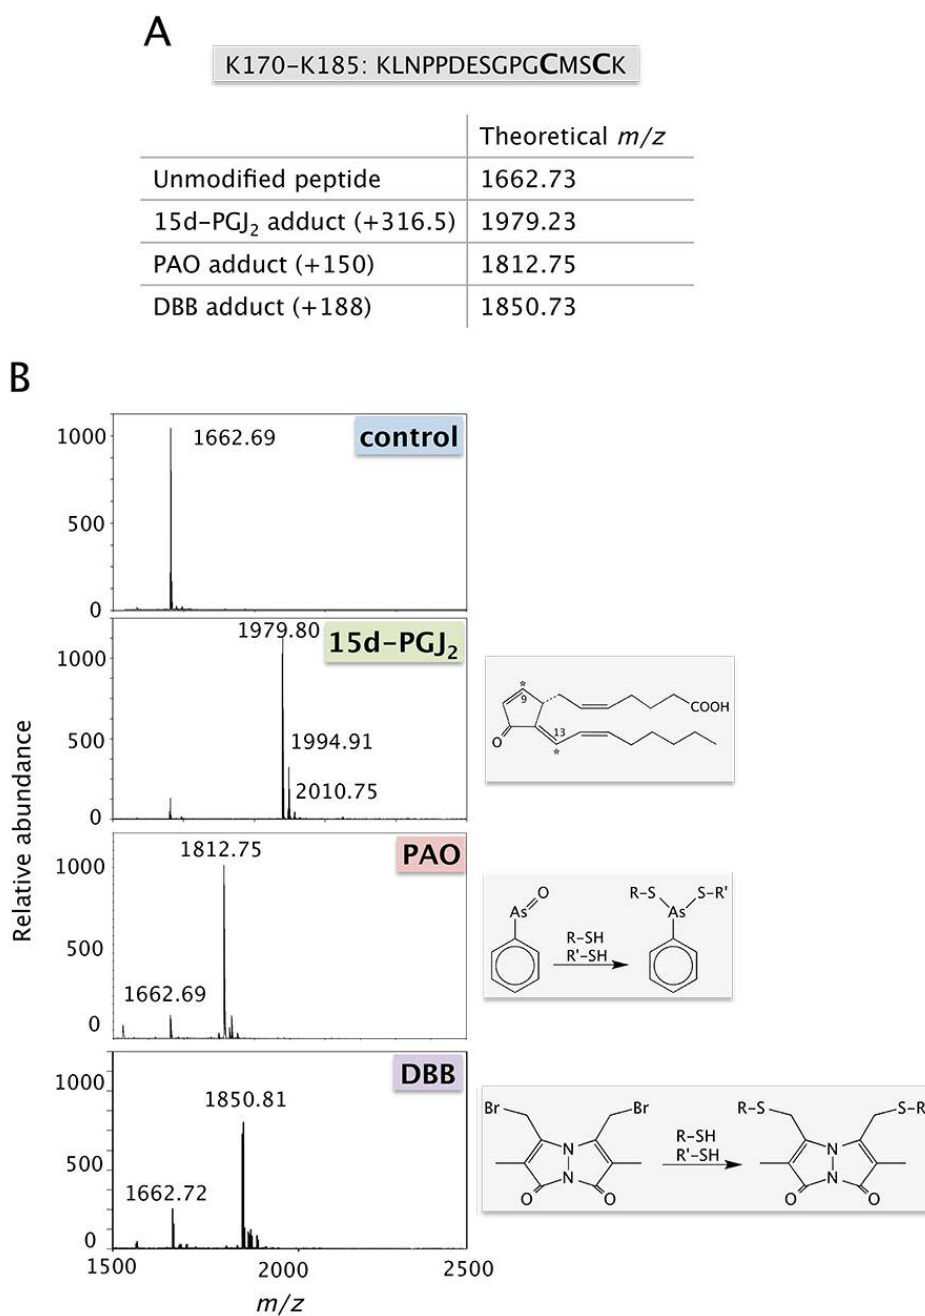 A
K170-K185: KLNPPDESGPGCMSCK
Theoretical m/z
Unmodified peptide 1662.73
15d-PGJ2 adduct (+316.5) 1979.23
PAO adduct (+150) 1812.75
DBB adduct (+188) 1850.73
B
Relative abundance
control
1000
500
0
1662.69
15d-PGJ2
1000
500
0
1979.80
1994.91
2010.75
* 9
COOH
O
13
*
PAO
1000
500
0
1812.75
1662.69
As O
R-SH
R'-SH
R-S S-R'
As
DBB
1000
500
0
1850.81
1662.72
1500 2000 2500
m/z
Br Br
N
N
O O
R-SH
R'-SH
R-S S-R
N
N
O O